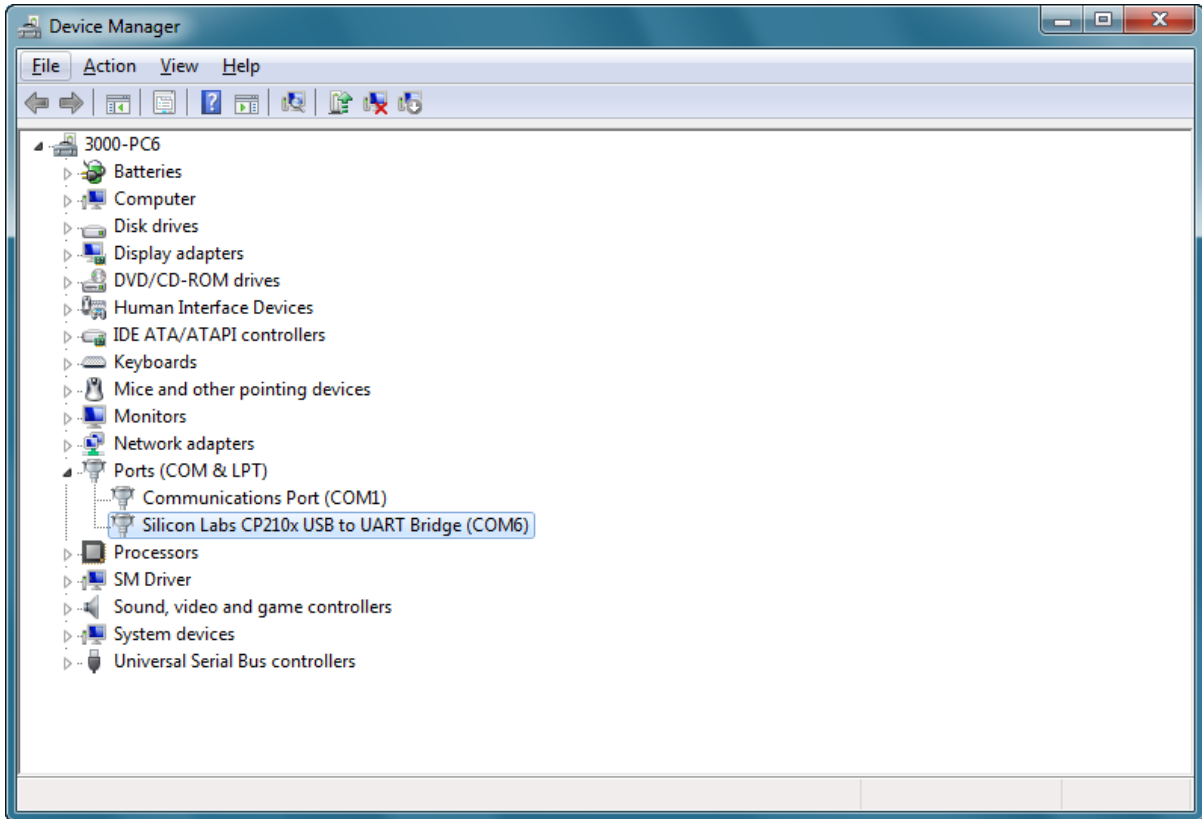 Device Manager
File Action View Help
3000-PC6
Batteries
Computer
Disk drives
Display adapters
DVD/CD-ROM drives
Human Interface Devices
IDE ATA/ATAPI controllers
Keyboards
Mice and other pointing devices
Monitors
Network adapters
Ports (COM & LPT)
Communications Port (COM1)
Silicon Labs CP210x USB to UART Bridge (COM6)
Processors
SM Driver
Sound, video and game controllers
System devices
Universal Serial Bus controllers